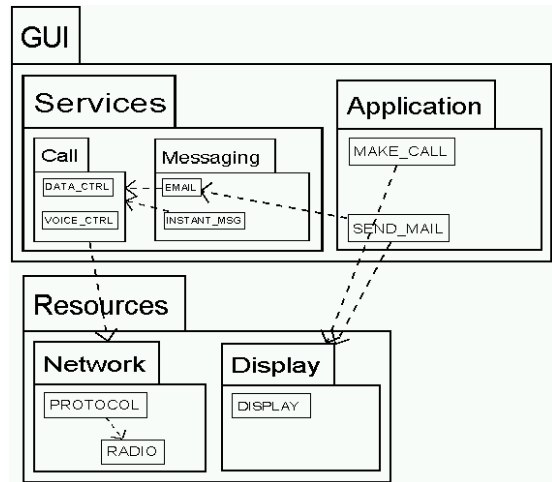 GUI
Services
Application
Call
Messaging
MAKE_CALL
DATA_CTRL
EMAIL
VOICE_CTRL
INSTANT_MSG
SEND_MAIL
Resources
Network
Display
PROTOCOL
DISPLAY
RADIO